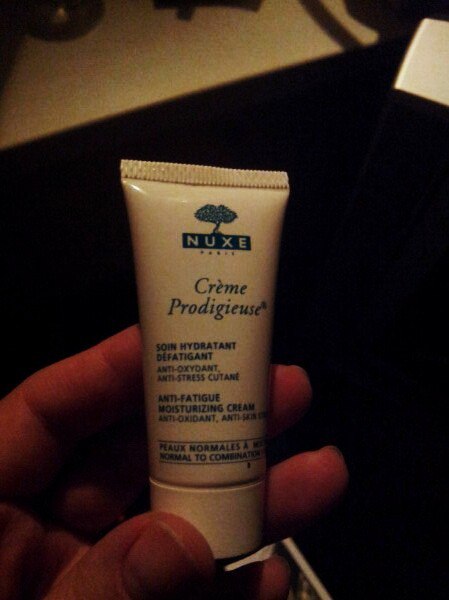 NUXE
PARIS
Crème
Prodigieuse®
SOIN HYDRATANT
DÉFATIGANT
ANTI-OXYDANT,
ANTI-STRESS CUTANÉ
ANTI-FATIGUE
MOISTURIZING CREAM
ANTI-OXIDANT, ANTI-SKIN
PEAUX NORMALES À
NORMAL TO COMBINATION